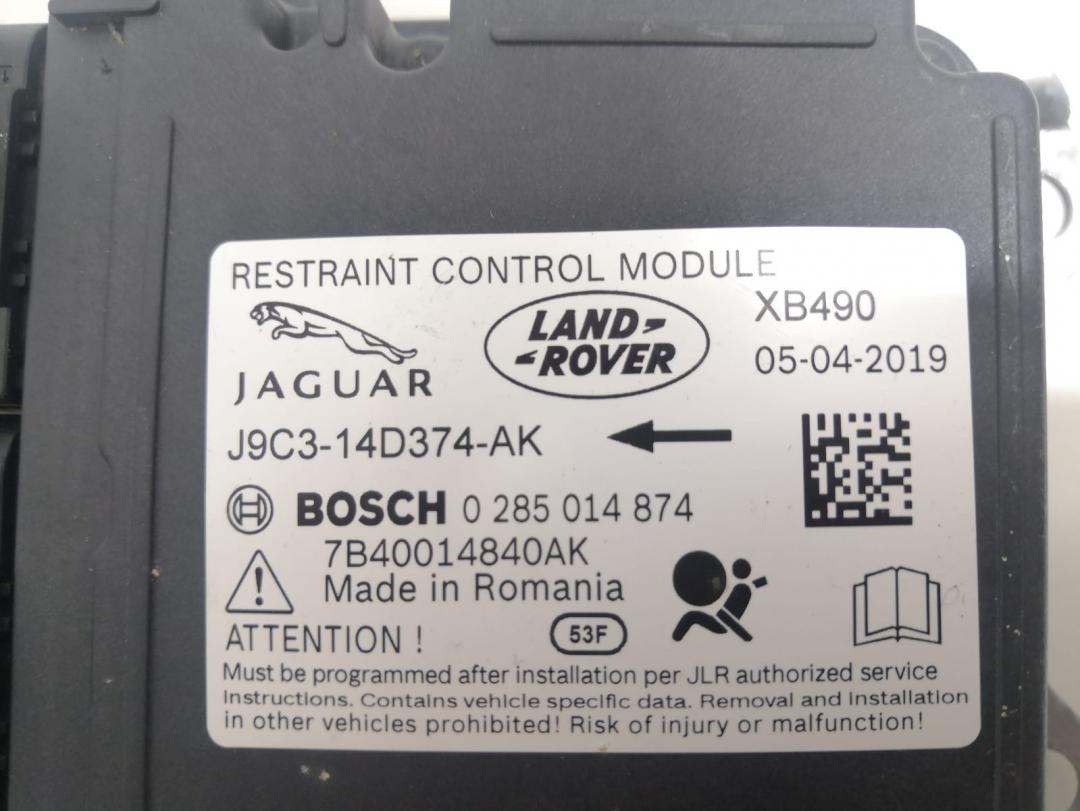 RESTRAINT CONTROL MODULE
JAGUAR
LAND
ROVER
XB490
05-04-2019
J9C3-14D374-AK
BOSCH 0 285 014 874
7B40014840AK
Made in Romania
ATTENTION !
53F
Must be programmed after installation per JLR authorized service
instructions. Contains vehicle specific data. Removal and installation
in other vehicles prohibited! Risk of injury or malfunction!